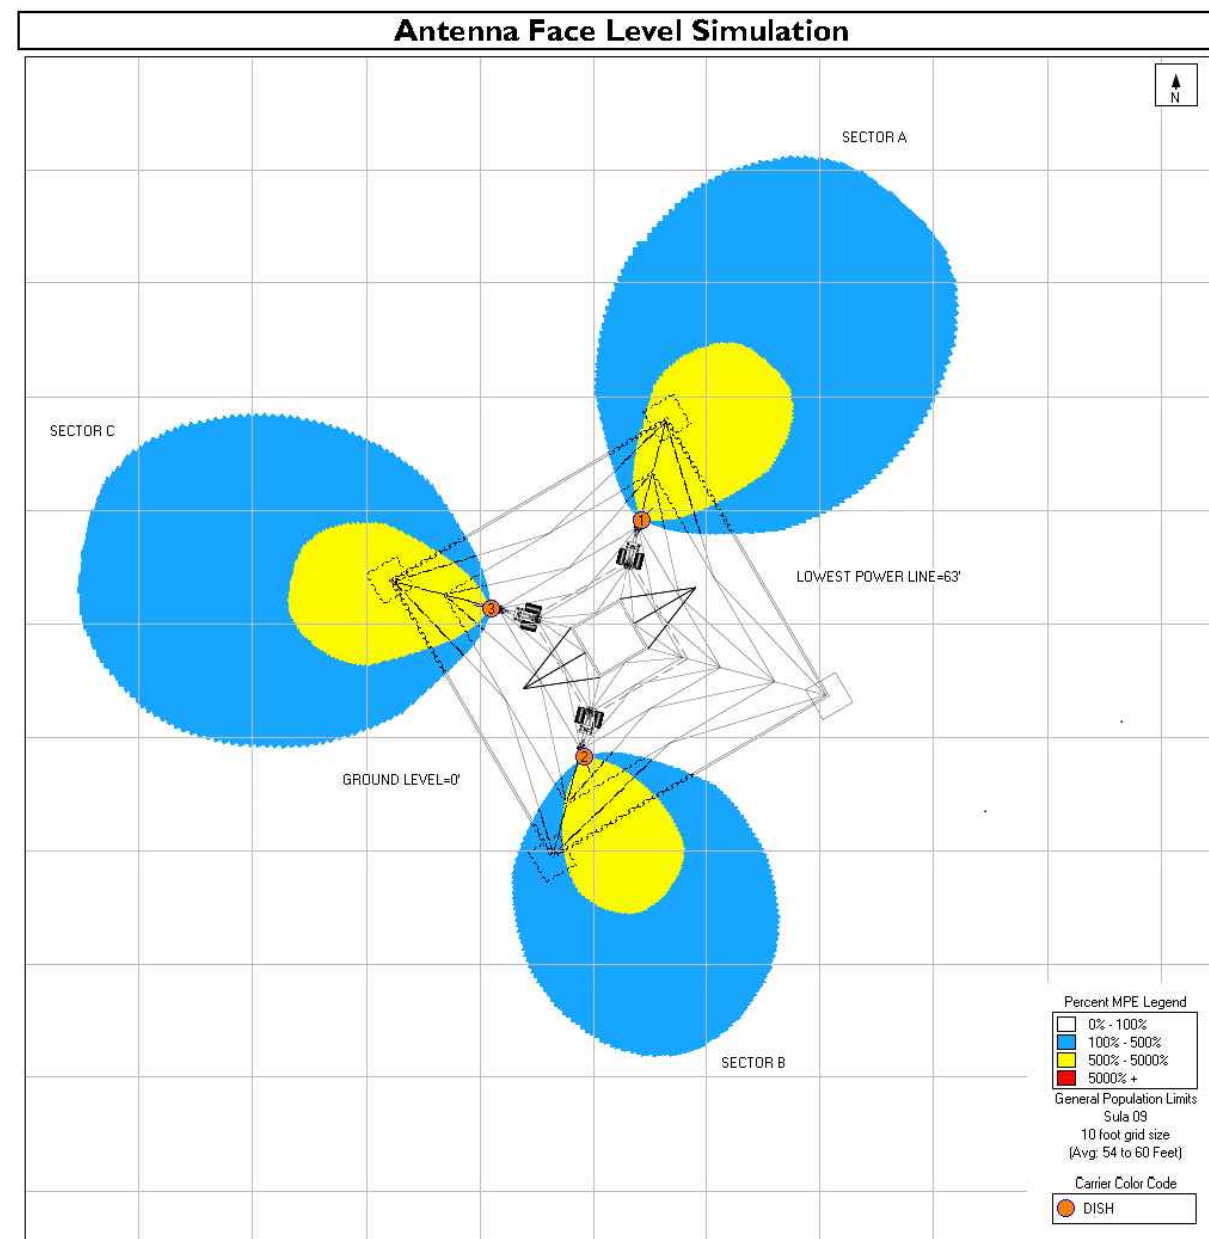 Antenna Face Level Simulation
N
SECTOR A
SECTOR C
1
LOWEST POWER LINE=63'
3
2
GROUND LEVEL=0'
SECTOR B
Percent MPE Legend
0% - 100%
100% - 500%
500% - 5000%
5000% +
General Population Limits
Sula 09
10 foot grid size
(Avg: 54 to 60 Feet)
Carrier Color Code
DISH